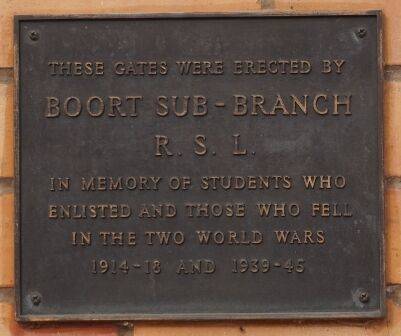 THESE GATES WERE ERECTED BY
BOORT SUB-BRANCH
R. S. L.
IN MEMORY OF STUDENTS WHO
ENLISTED AND THOSE WHO FELL
IN THE TWO WORLD WARS
1914-18 AND 1939-45